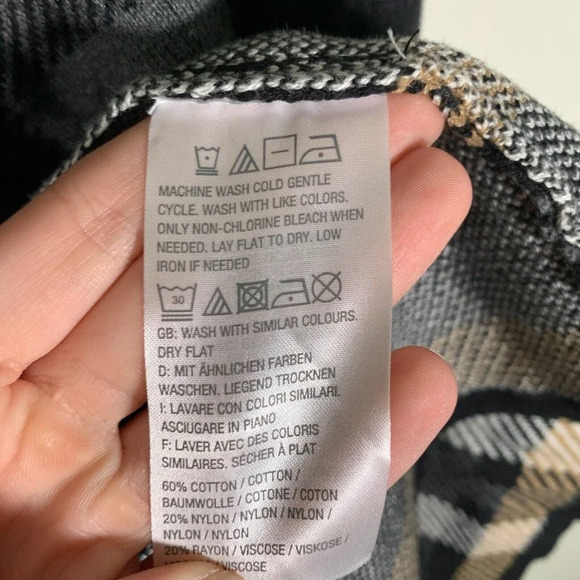 MACHINE WASH COLD GENTLE
CYCLE. WASH WITH LIKE COLORS.
ONLY NON-CHLORINE BLEACH WHEN
NEEDED. LAY FLAT TO DRY. LOW
IRON IF NEEDED
30
GB: WASH WITH SIMILAR COLOURS.
DRY FLAT
D: MIT ÄHNLICHEN FARBEN
WASCHEN. LIEGEND TROCKNEN
I: LAVARE CON COLORI SIMILARI.
ASCIUGARE IN PIANO
F: LAVER AVEC DES COLORIS
SIMILAIRES. SÉCHER À PLAT
60% COTTON / COTTON /
BAUMWOLLE / COTONE / COTON
20% NYLON / NYLON / NYLON /
NYLON / NYLON
20% RAYON / VISCOSE / VISKOSE /